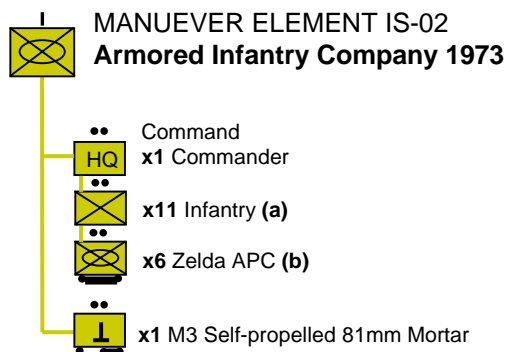 MANUEVER ELEMENT IS-02
Armored Infantry Company 1973
Command
HQ x1 Commander
x11 Infantry (a)
x6 Zelda APC (b)
x1 M3 Self-propelled 81mm Mortar